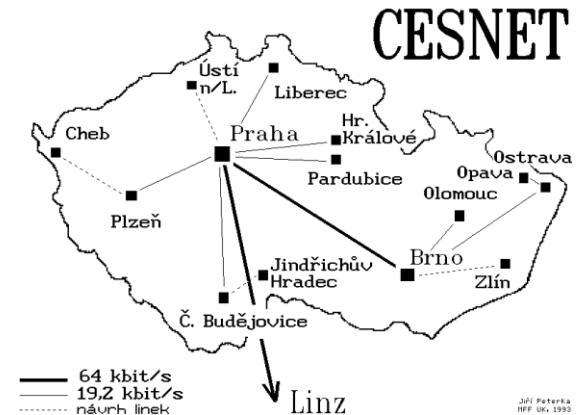 CESNET
Ústí
n/L.
Liberec
Hr.
Králové
Praha
Cheb
Pardubice
Ostrava
Opava
Olomouc
Plzeň
Brno
Jindřichův
Hradec
Zlín
Č. Budějovice
64 kbit/s
19,2 kbit/s
návrh linek
Linz
Jiří Peterka
MFF UK, 1993